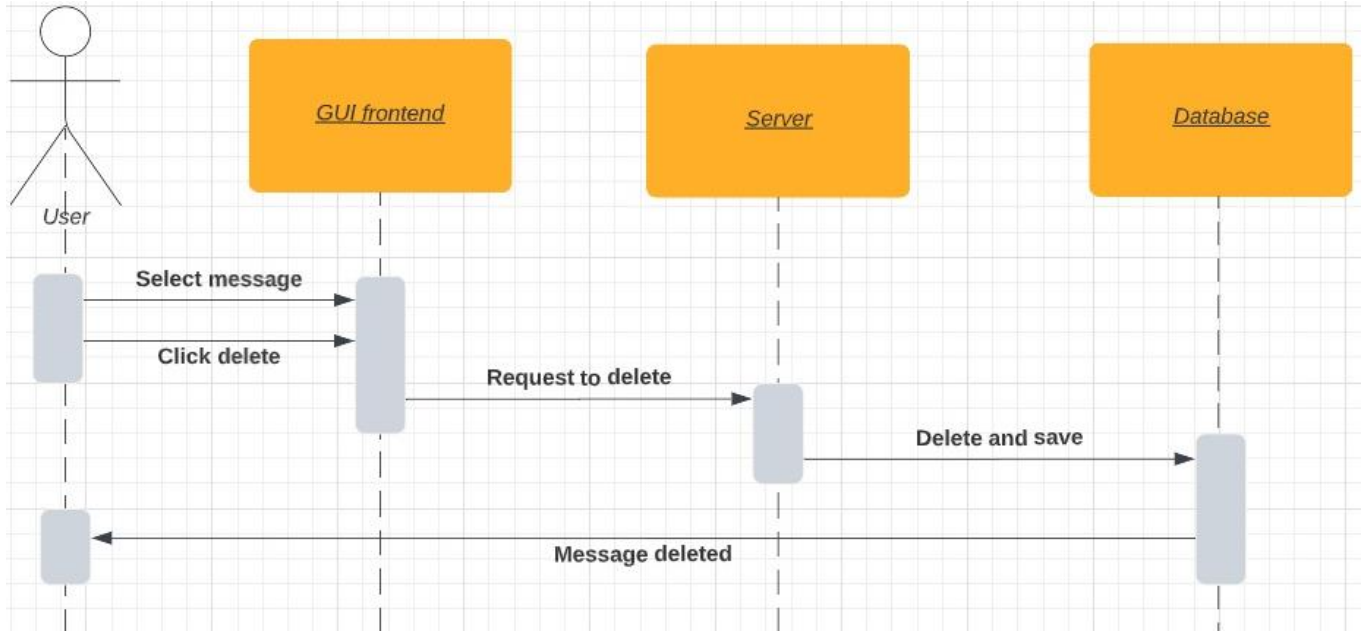 GUI frontend
Server
Database
User
Select message
Click delete
Request to delete
Delete and save
Message deleted